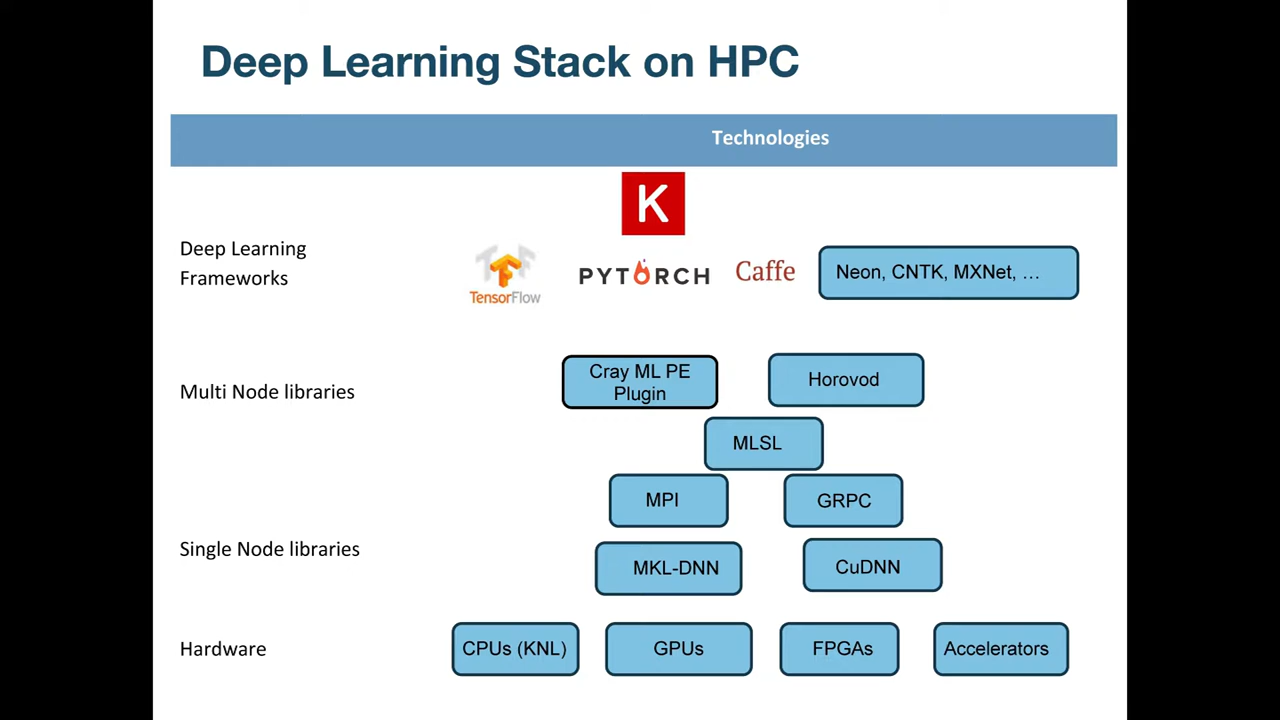 Deep Learning Stack on HPC
Technologies
K
Deep Learning
Frameworks
TensorFlow
PYTORCH
Caffe
Neon, CNTK, MXNet, …
Multi Node libraries
Cray ML PE
Plugin
Horovod
MLSL
MPI
GRPC
Single Node libraries
MKL-DNN
CuDNN
Hardware
CPUs (KNL)
GPUs
FPGAs
Accelerators